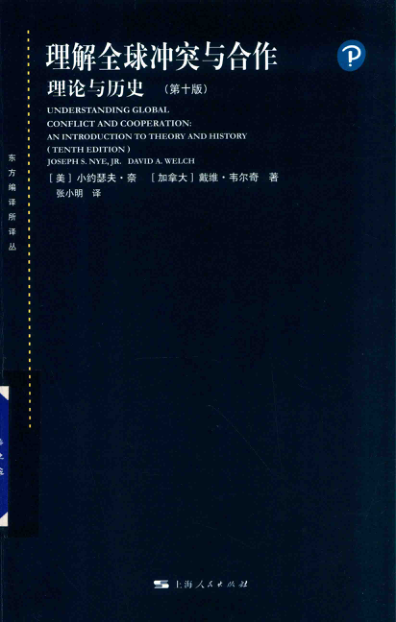 理解全球冲突与合作
理论与历史 (第十版)
UNDERSTANDING GLOBAL
CONFLICT AND COOPERATION:
AN INTRODUCTION TO THEORY AND HISTORY
( TENTH EDITION )
JOSEPH S. NYE, JR. DAVID A. WELCH
[美] 小约瑟夫·奈 [加拿大] 戴维·韦尔奇 著
张小明 译
东方编译所译丛
上海人民出版社